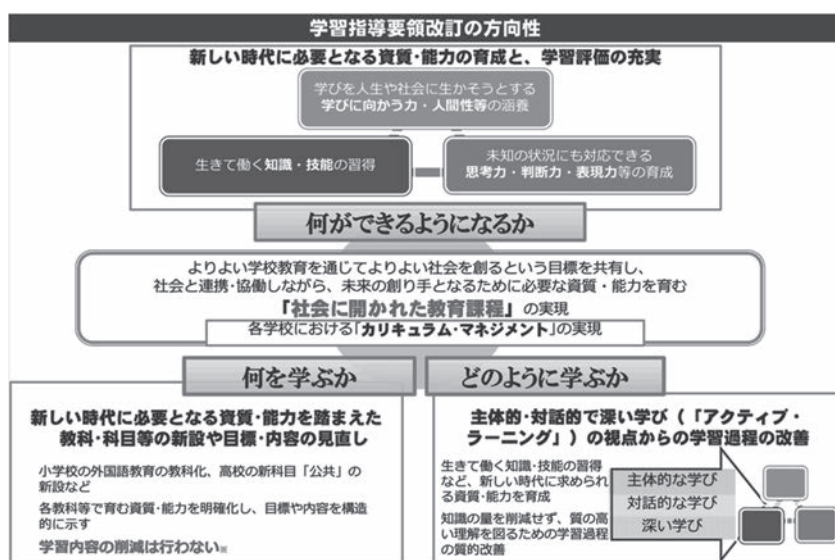 学習指導要領改訂の方向性
新しい時代に必要となる資質・能力の育成と、学習評価の充実
学びを人生や社会に生かそうとする
学びに向かう力・人間性等の涵養
生きて働く知識・技能の習得
未知の状況にも対応できる
思考力・判断力・表現力等の育成
何ができるようになるか
よりよい学校教育を通じてよりよい社会を創るという目標を共有し、
社会と連携・協働しながら、未来の創り手となるために必要な資質・能力を育む
「社会に開かれた教育課程」の実現
各学校における「カリキュラム・マネジメント」の実現
何を学ぶか
新しい時代に必要となる資質・能力を踏まえた
教科・科目等の新設や目標・内容の見直し
小学校の外国語教育の教科化、高校の新科目「公共」の
新設など
各教科等で育む資質・能力を明確化し、目標や内容を構造
的に示す
学習内容の削減は行わない※
どのように学ぶか
主体的・対話的で深い学び（「アクティブ・
ラーニング」）の視点からの学習過程の改善
生きて働く知識・技能の習得
など、新しい時代に求められ
る資質・能力を育成
知識の量を削減せず、質の高
い理解を図るための学習過程
の質的改善
主体的な学び
対話的な学び
深い学び